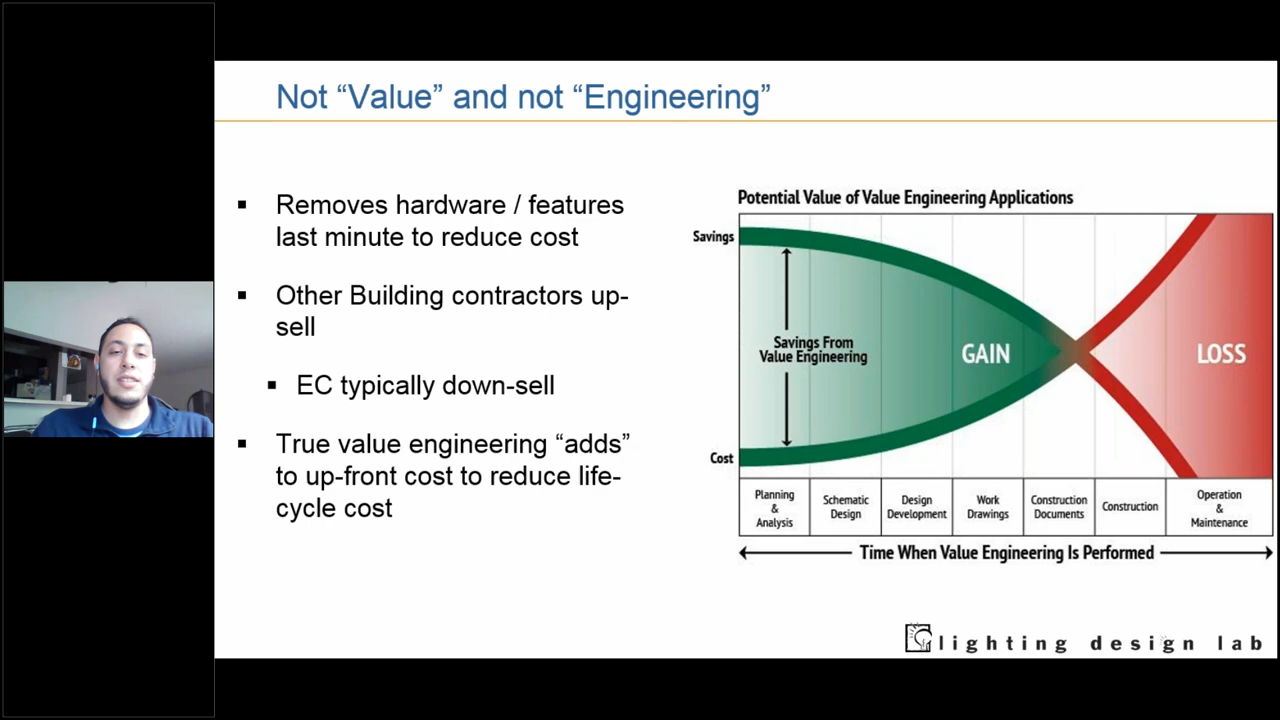 Not “Value” and not “Engineering”
▪ Removes hardware / features
last minute to reduce cost
▪ Other Building contractors up-
sell
▪ EC typically down-sell
▪ True value engineering “adds”
to up-front cost to reduce life-
cycle cost
Potential Value of Value Engineering Applications
Savings
Savings From
Value Engineering
GAIN
LOSS
Cost
Planning
&
Analysis
Schematic
Design
Design
Development
Work
Drawings
Construction
Documents
Construction
Operation
&
Maintenance
Time When Value Engineering Is Performed
lighting design lab